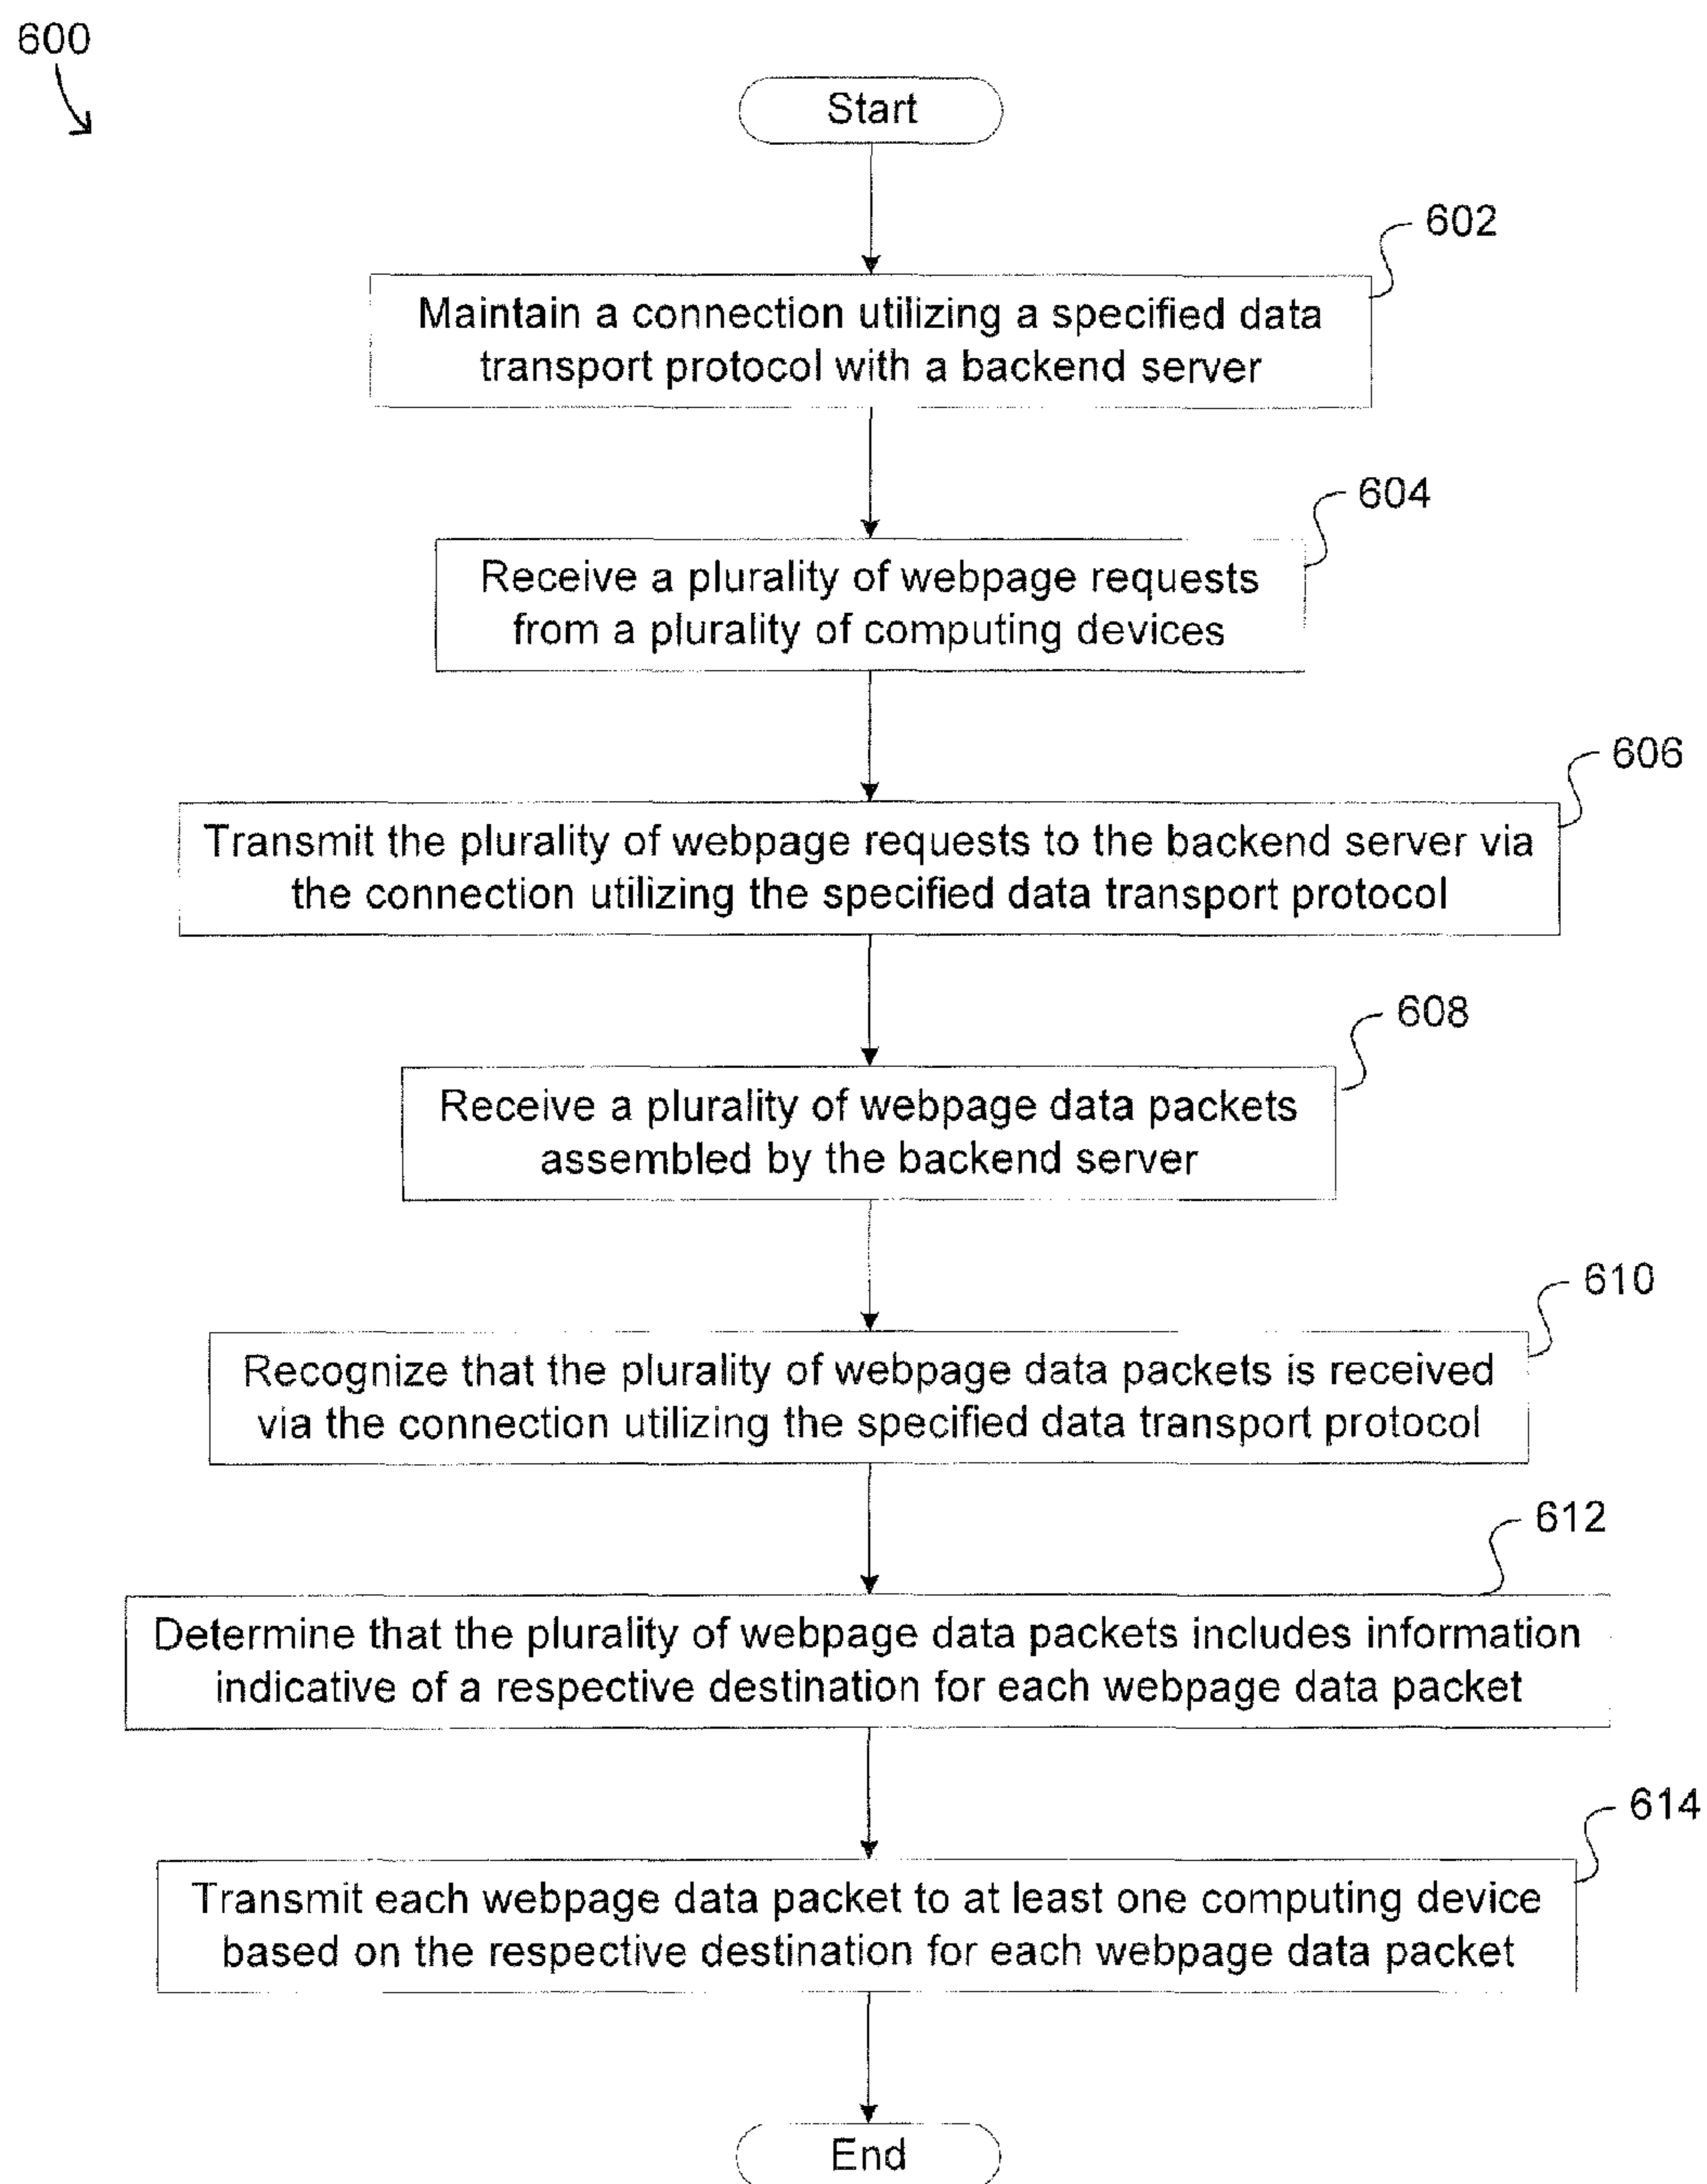 600
Start
602
Maintain a connection utilizing a specified data
transport protocol with a backend server
604
Receive a plurality of webpage requests
from a plurality of computing devices
606
Transmit the plurality of webpage requests to the backend server via
the connection utilizing the specified data transport protocol
608
Receive a plurality of webpage data packets
assembled by the backend server
610
Recognize that the plurality of webpage data packets is received
via the connection utilizing the specified data transport protocol
612
Determine that the plurality of webpage data packets includes information
indicative of a respective destination for each webpage data packet
614
Transmit each webpage data packet to at least one computing device
based on the respective destination for each webpage data packet
End